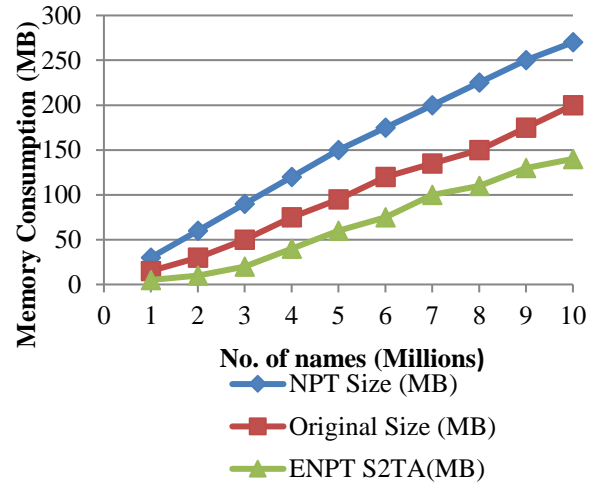 Memory Consumption (MB)
300
250
200
150
100
50
0
0 1 2 3 4 5 6 7 8 9 10
No. of names (Millions)
NPT Size (MB)
Original Size (MB)
ENPT S2TA(MB)